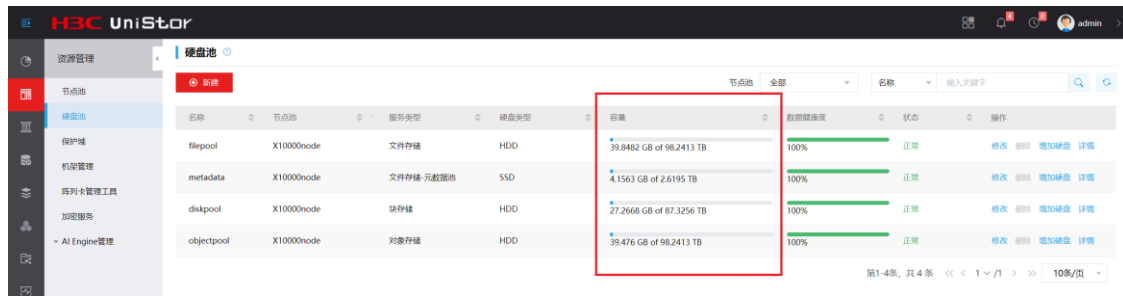 H3C UniStor
4
0
admin
资源管理
节点池
硬盘池
保护域
机架管理
阵列卡管理工具
加密服务
AI Engine管理
硬盘池
新建
节点池 全部 名称 输入关键字
名称 节点池 服务类型 硬盘类型 容量 数据健康度 状态 操作
filepool X10000node 文件存储 HDD 39.8482 GB of 98.2413 TB 100% 正常 修改 删除 增加硬盘 详情
metadata X10000node 文件存储-元数据池 SSD 4.1563 GB of 2.6195 TB 100% 正常 修改 删除 增加硬盘 详情
diskpool X10000node 块存储 HDD 27.2668 GB of 87.3256 TB 100% 正常 修改 删除 增加硬盘 详情
objectpool X10000node 对象存储 HDD 39.476 GB of 98.2413 TB 100% 正常 修改 删除 增加硬盘 详情
第1-4条, 共 4 条 << < 1 /1 > >> 10条/页